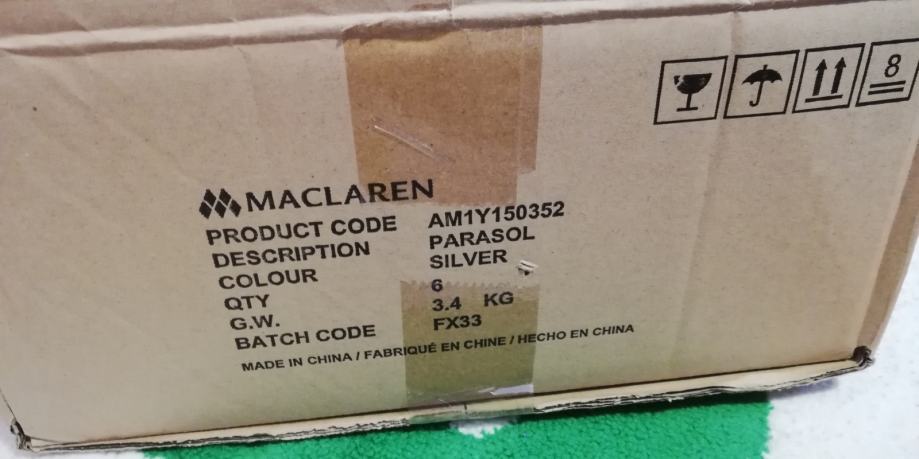 8
MACLAREN
PRODUCT CODE AM1Y150352
DESCRIPTION PARASOL
COLOUR SILVER
QTY 6
G.W. 3.4 KG
BATCH CODE FX33
MADE IN CHINA / FABRIQUÉ EN CHINE / HECHO EN CHINA